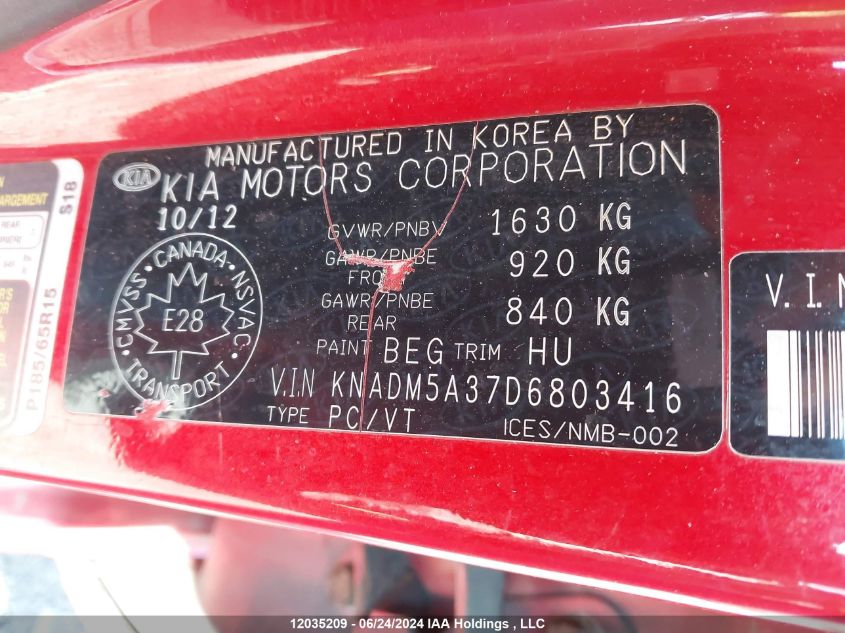 MANUFACTURED IN KOREA BY
KIA KIA MOTORS CORPORATION
10/12
GVWR/PNBV 1630 KG
GAWR/PNBE 920 KG
GAWR/PNBE 840 KG
REAR
PAINT BEG TRIM HU
V.I.N KNADM5A37D6803416
TYPE PC/VT ICES/NMB-002
CMVSS · CANADA · NSVAC
E28
TRANSPORT
S18
P185/65R15
REAR
V. I. N
12035209 - 06/24/2024 IAA Holdings , LLC